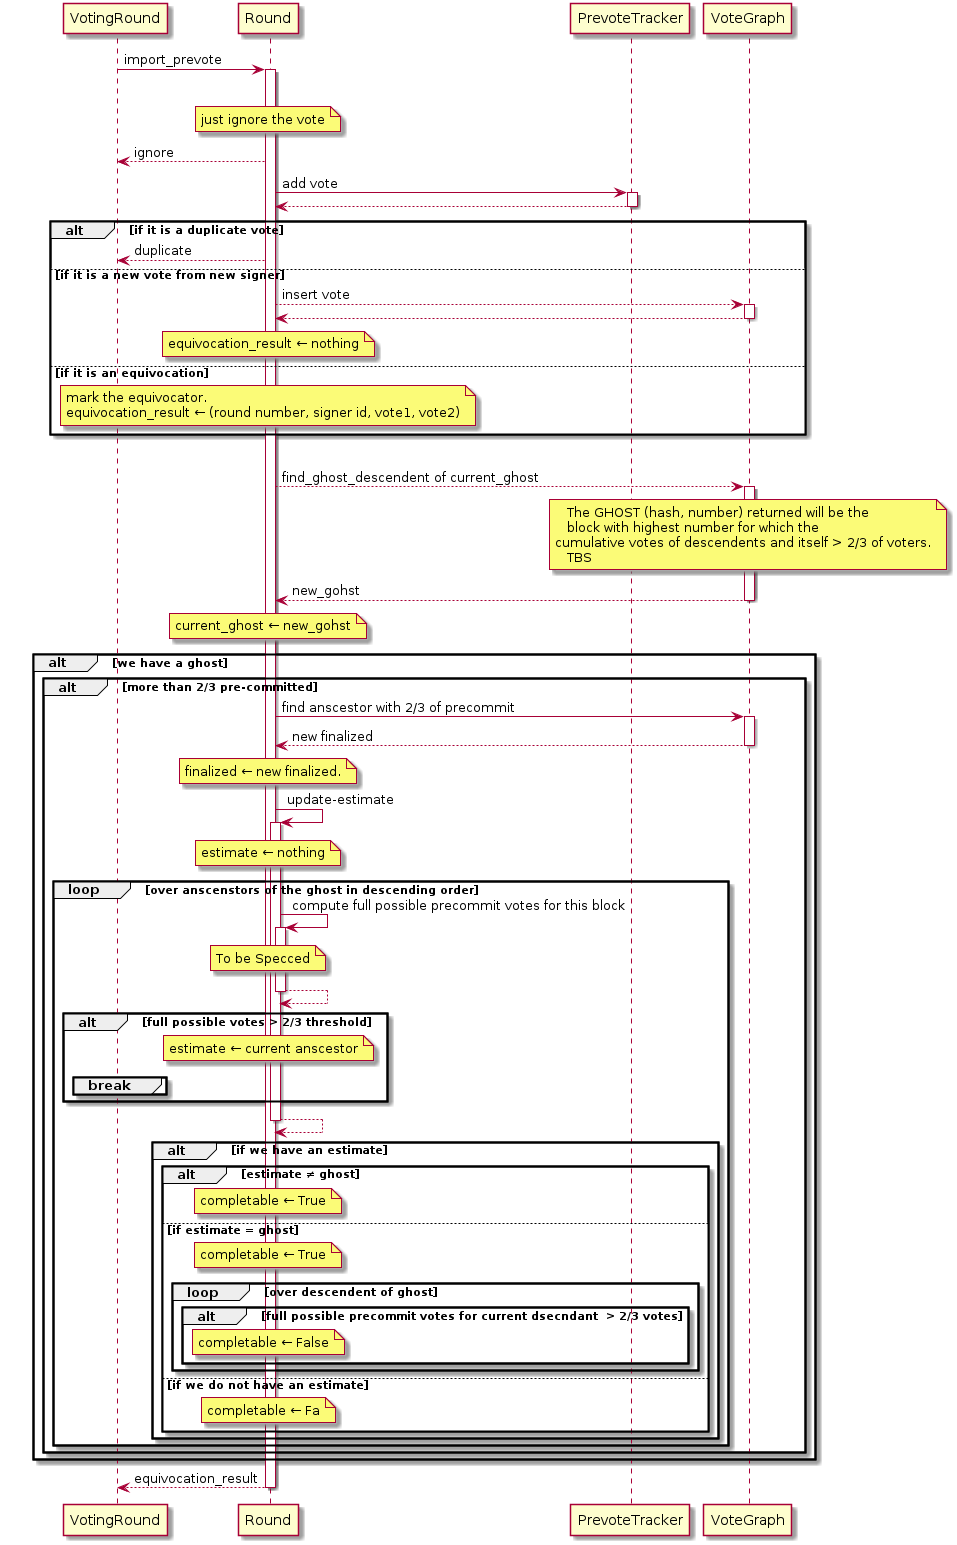 VotingRound Round PrevoteTracker VoteGraph
import_prevote
just ignore the vote
ignore
add vote
alt [if it is a duplicate vote]
duplicate
[if it is a new vote from new signer]
insert vote
equivocation_result ← nothing
[if it is an equivocation]
mark the equivocator.
equivocation_result ← (round number, signer id, vote1, vote2)
find_ghost_descendent of current_ghost
The GHOST (hash, number) returned will be the
block with highest number for which the
cumulative votes of descendents and itself > 2/3 of voters.
TBS
new_gohst
current_ghost ← new_gohst
alt [we have a ghost]
alt [more than 2/3 pre-committed]
find anscestor with 2/3 of precommit
new finalized
finalized ← new finalized.
update-estimate
estimate ← nothing
loop [over anscenstors of the ghost in descending order]
compute full possible precommit votes for this block
To be Specced
alt [full possible votes > 2/3 threshold]
estimate ← current anscestor
break
alt [if we have an estimate]
alt [estimate ≠ ghost]
completable ← True
[if estimate = ghost]
completable ← True
loop [over descendent of ghost]
alt [full possible precommit votes for current dsecndant > 2/3 votes]
completable ← False
[if we do not have an estimate]
completable ← Fa
equivocation_result
VotingRound Round PrevoteTracker VoteGraph